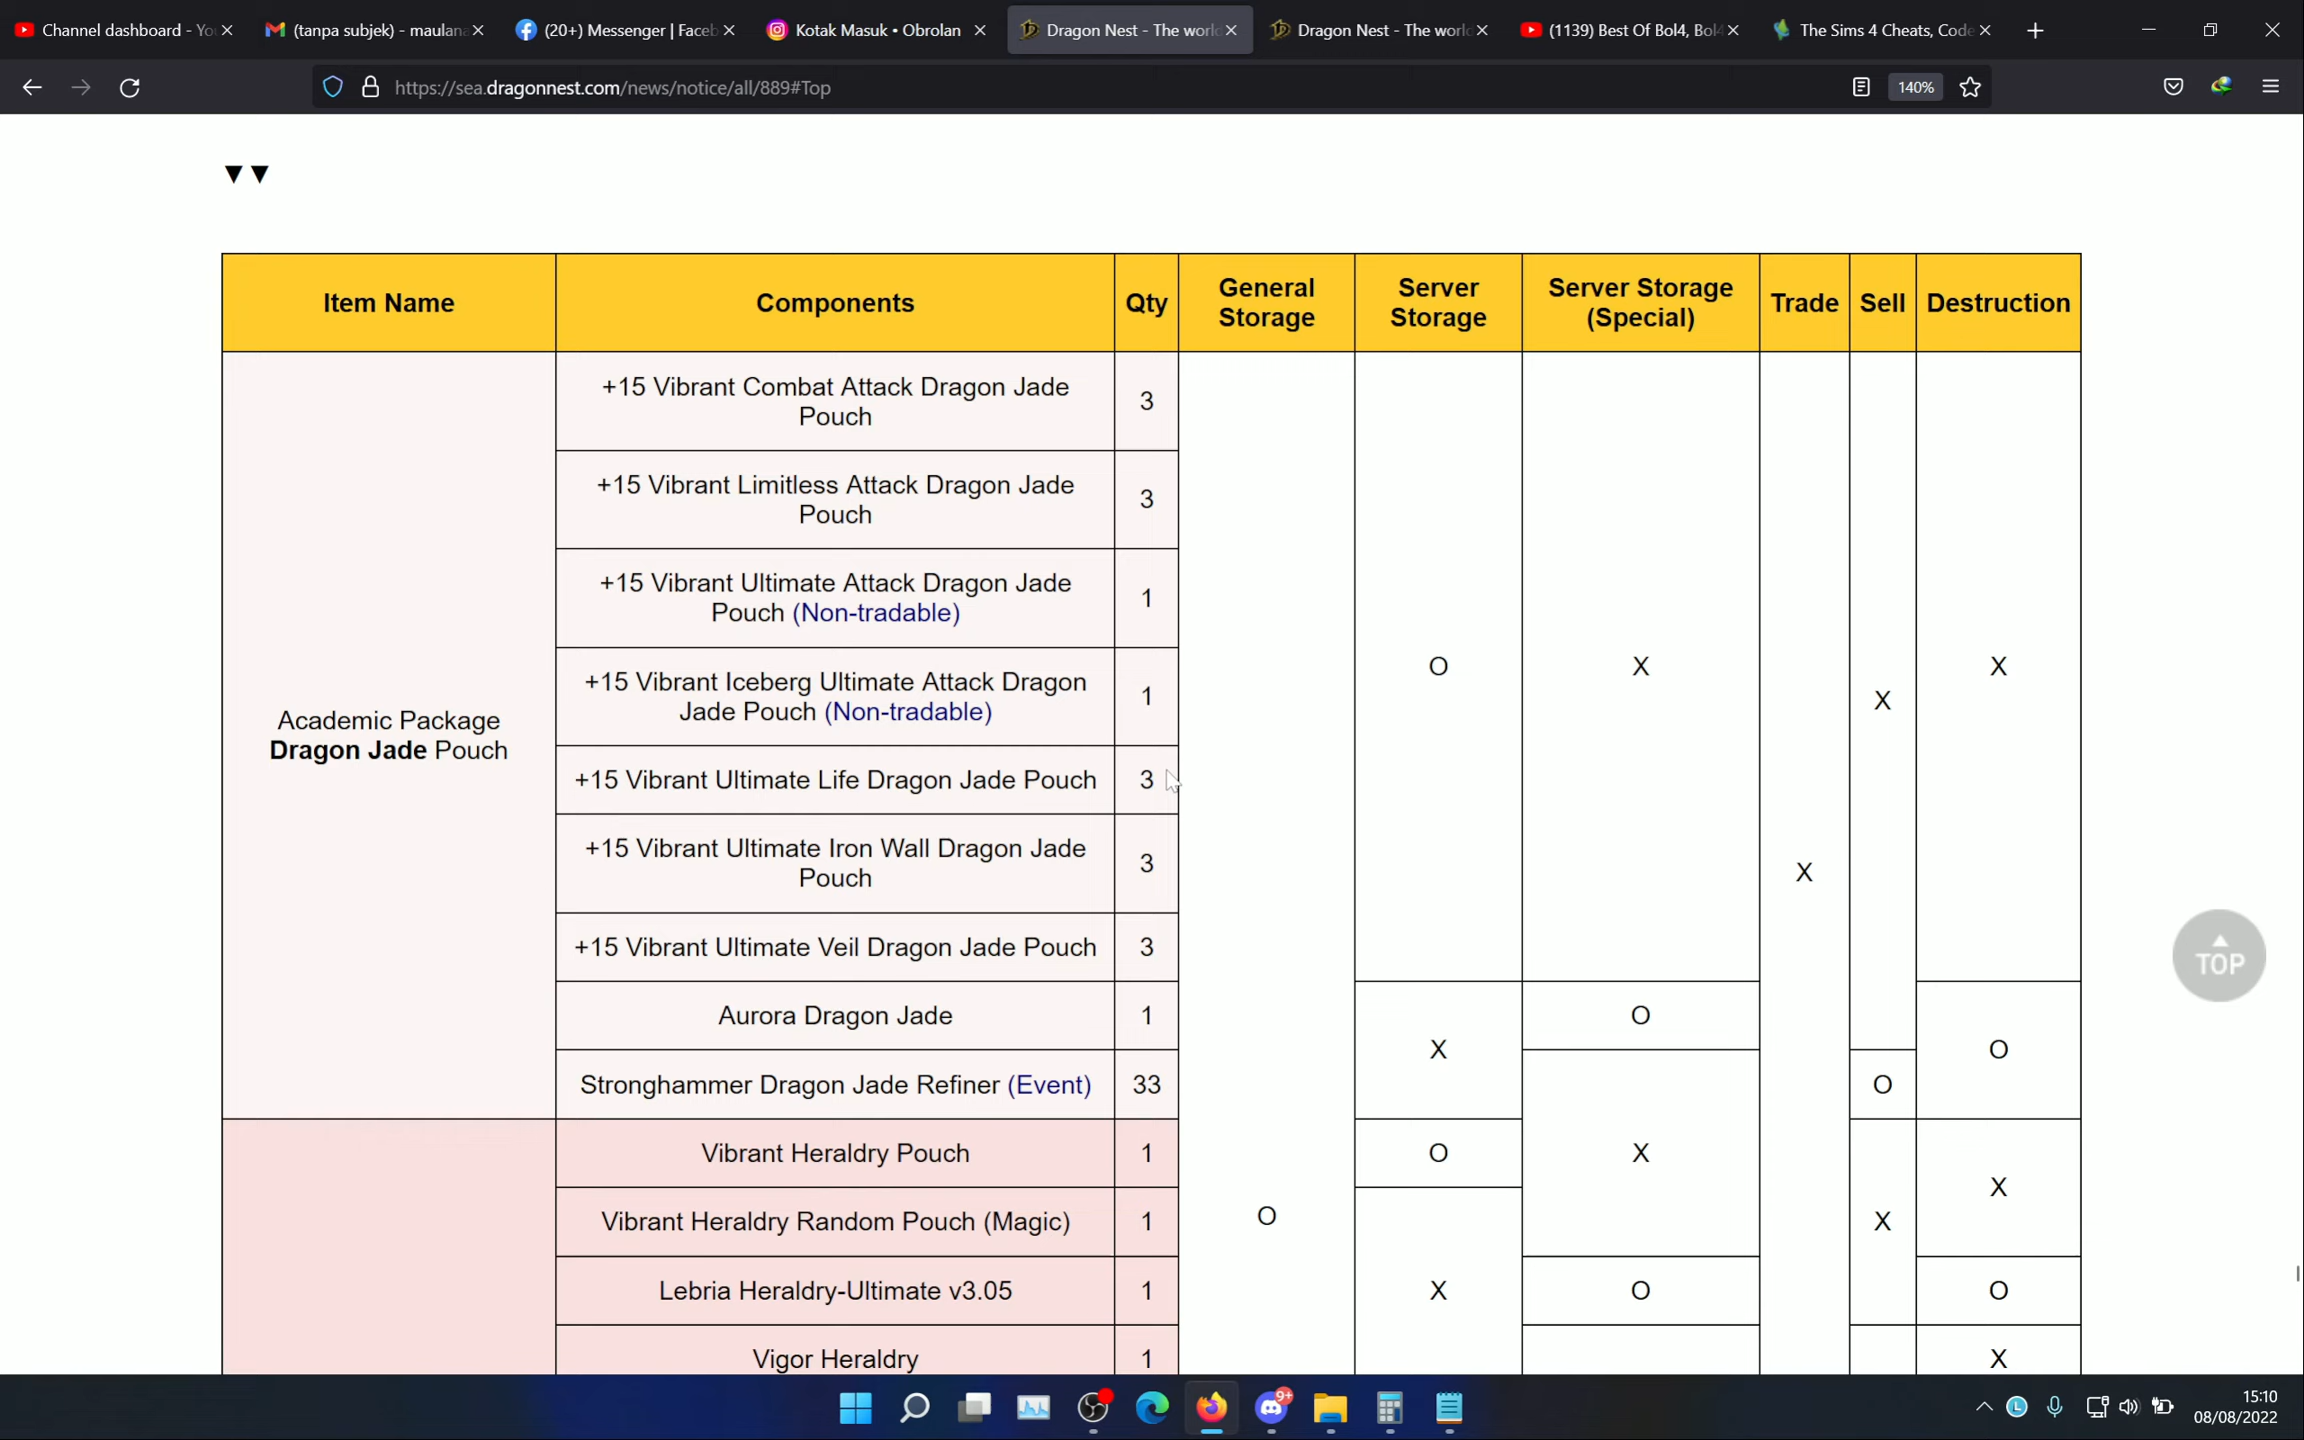 Channel dashboard - Yo
(tanpa subjek) - maulana
(20+) Messenger | Faceb
Kotak Masuk • Obrolan
Dragon Nest - The worl
Dragon Nest - The worl
(1139) Best Of Bol4, Bol4
The Sims 4 Cheats, Code
https://sea.dragonnest.com/news/notice/all/889#Top
140%
▼▼
Item Name
Components
Qty
General
Storage
Server
Storage
Server Storage
(Special)
Trade
Sell
Destruction
Academic Package
Dragon Jade Pouch
+15 Vibrant Combat Attack Dragon Jade
Pouch
3
+15 Vibrant Limitless Attack Dragon Jade
Pouch
3
+15 Vibrant Ultimate Attack Dragon Jade
Pouch (Non-tradable)
1
+15 Vibrant Iceberg Ultimate Attack Dragon
Jade Pouch (Non-tradable)
1
O
X
X
X
+15 Vibrant Ultimate Life Dragon Jade Pouch
3
+15 Vibrant Ultimate Iron Wall Dragon Jade
Pouch
3
X
+15 Vibrant Ultimate Veil Dragon Jade Pouch
3
Aurora Dragon Jade
1
O
X
O
Stronghammer Dragon Jade Refiner (Event)
33
O
Vibrant Heraldry Pouch
1
O
X
X
Vibrant Heraldry Random Pouch (Magic)
1
O
X
Lebria Heraldry-Ultimate v3.05
1
X
O
O
Vigor Heraldry
1
X
TOP
9+
L
15:10
08/08/2022